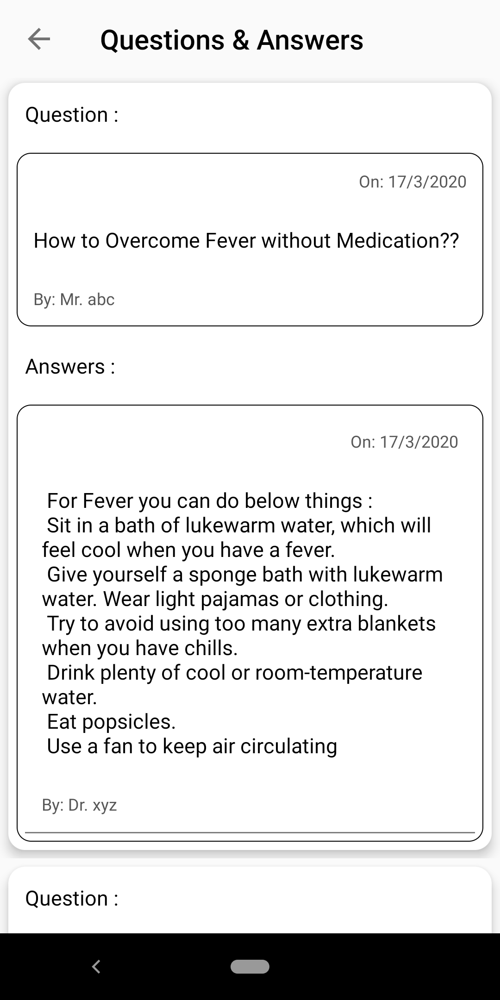 Questions & Answers
Question :
On: 17/3/2020
How to Overcome Fever without Medication??
By: Mr. abc
Answers :
On: 17/3/2020
For Fever you can do below things :
Sit in a bath of lukewarm water, which will
feel cool when you have a fever.
Give yourself a sponge bath with lukewarm
water. Wear light pajamas or clothing.
Try to avoid using too many extra blankets
when you have chills.
Drink plenty of cool or room-temperature
water.
Eat popsicles.
Use a fan to keep air circulating
By: Dr. xyz
Question :